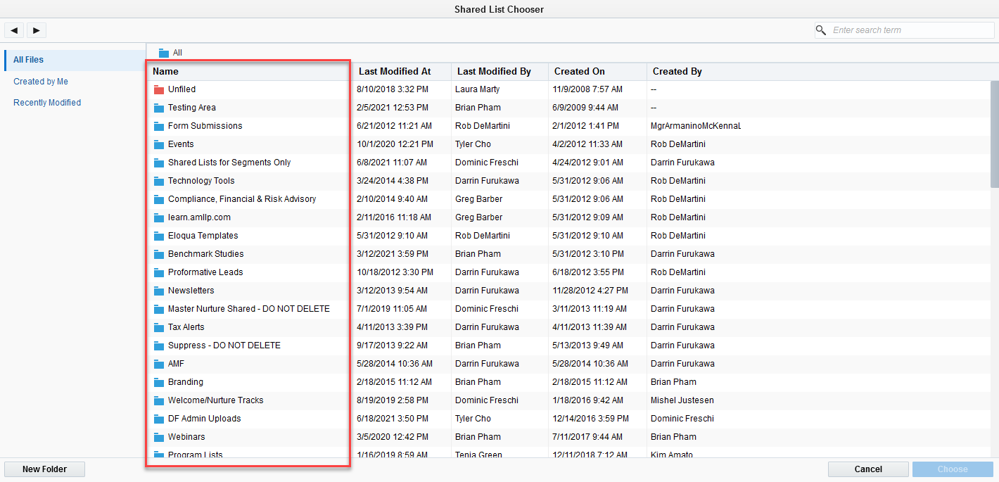 Shared List Chooser
Enter search term
All Files
Created by Me
Recently Modified
All
Name Last Modified At Last Modified By Created On Created By
Unfiled 8/10/2018 3:32 PM Laura Marty 11/9/2008 7:57 AM --
Testing Area 2/5/2021 12:53 PM Brian Pham 6/9/2009 9:44 AM --
Form Submissions 6/21/2012 11:21 AM Rob DeMartini 2/1/2012 1:41 PM MgrArmaninoMcKennaL
Events 10/1/2020 12:21 PM Tyler Cho 4/2/2012 11:33 AM Rob DeMartini
Shared Lists for Segments Only 6/8/2021 11:07 AM Dominic Freschi 4/24/2012 9:01 AM Darrin Furukawa
Technology Tools 3/24/2014 4:38 PM Darrin Furukawa 5/31/2012 9:06 AM Rob DeMartini
Compliance, Financial & Risk Advisory 2/10/2014 9:40 AM Greg Barber 5/31/2012 9:06 AM Rob DeMartini
learn.amllp.com 2/11/2016 11:18 AM Greg Barber 5/31/2012 9:09 AM Rob DeMartini
Eloqua Templates 5/31/2012 9:10 AM Rob DeMartini 5/31/2012 9:10 AM Rob DeMartini
Benchmark Studies 3/12/2021 3:59 PM Brian Pham 5/31/2012 3:10 PM Darrin Furukawa
Proformative Leads 10/18/2012 3:30 PM Darrin Furukawa 6/18/2012 3:55 PM Rob DeMartini
Newsletters 3/12/2013 9:54 AM Darrin Furukawa 11/28/2012 4:27 PM Darrin Furukawa
Master Nurture Shared - DO NOT DELETE 7/1/2019 11:05 AM Dominic Freschi 3/11/2013 11:19 AM Darrin Furukawa
Tax Alerts 4/11/2013 3:39 PM Darrin Furukawa 4/11/2013 11:39 AM Darrin Furukawa
Suppress - DO NOT DELETE 9/17/2013 9:22 AM Brian Pham 5/13/2013 9:49 AM Darrin Furukawa
AMF 5/28/2014 10:36 AM Darrin Furukawa 5/28/2014 10:36 AM Darrin Furukawa
Branding 2/18/2015 11:12 AM Brian Pham 2/18/2015 11:12 AM Brian Pham
Welcome/Nurture Tracks 8/19/2019 2:58 PM Dominic Freschi 1/18/2016 9:42 AM Mishel Justesen
DF Admin Uploads 6/18/2021 3:50 PM Tyler Cho 12/14/2016 3:59 PM Dominic Freschi
Webinars 3/5/2020 12:42 PM Brian Pham 7/11/2017 9:44 AM Brian Pham
Program Lists 1/16/2019 8:59 AM Tenia Green 12/11/2018 7:12 AM Kim Amato
New Folder Cancel Choose